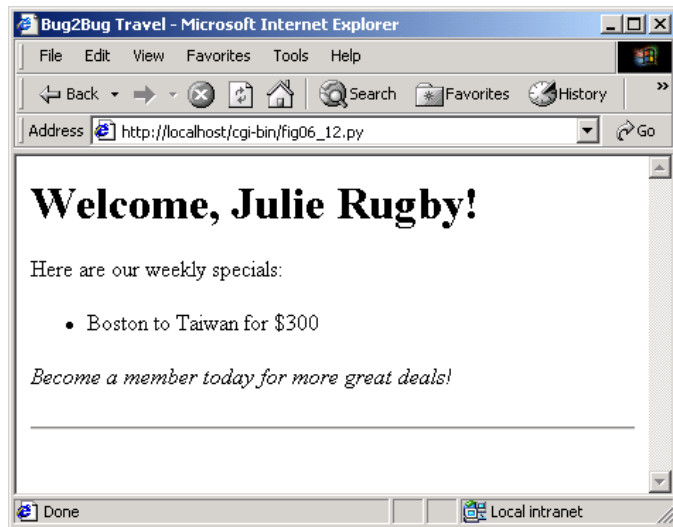 Bug2Bug Travel - Microsoft Internet Explorer
File Edit View Favorites Tools Help
Back Search Favorites History »
Address http://localhost/cgi-bin/fig06_12.py Go
Welcome, Julie Rugby!
Here are our weekly specials:
• Boston to Taiwan for $300
Become a member today for more great deals!
Done Local intranet